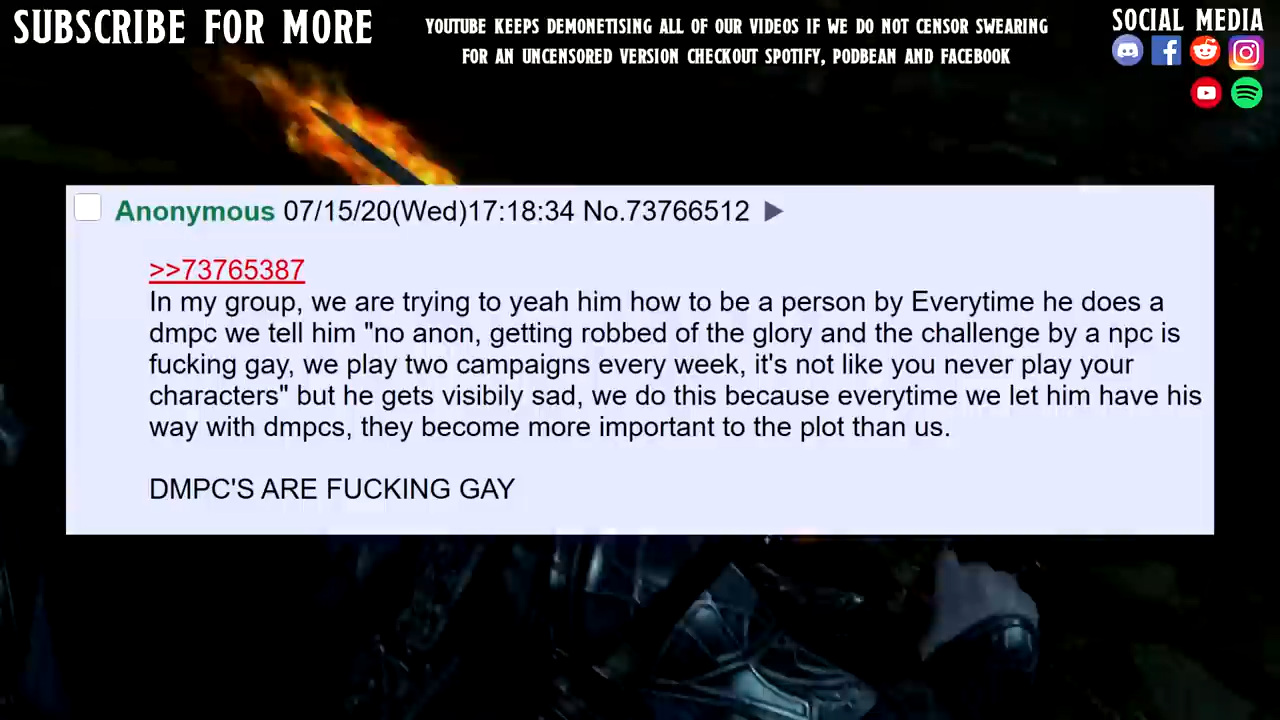 SUBSCRIBE FOR MORE
YOUTUBE KEEPS DEMONETISING ALL OF OUR VIDEOS IF WE DO NOT CENSOR SWEARING
FOR AN UNCENSORED VERSION CHECKOUT SPOTIFY, PODBEAN AND FACEBOOK
SOCIAL MEDIA
Anonymous 07/15/20(Wed)17:18:34 No.73766512 ▶
>>73765387
In my group, we are trying to yeah him how to be a person by Everytime he does a
dmpc we tell him "no anon, getting robbed of the glory and the challenge by a npc is
fucking gay, we play two campaigns every week, it's not like you never play your
characters" but he gets visibily sad, we do this because everytime we let him have his
way with dmpcs, they become more important to the plot than us.
DMPC'S ARE FUCKING GAY